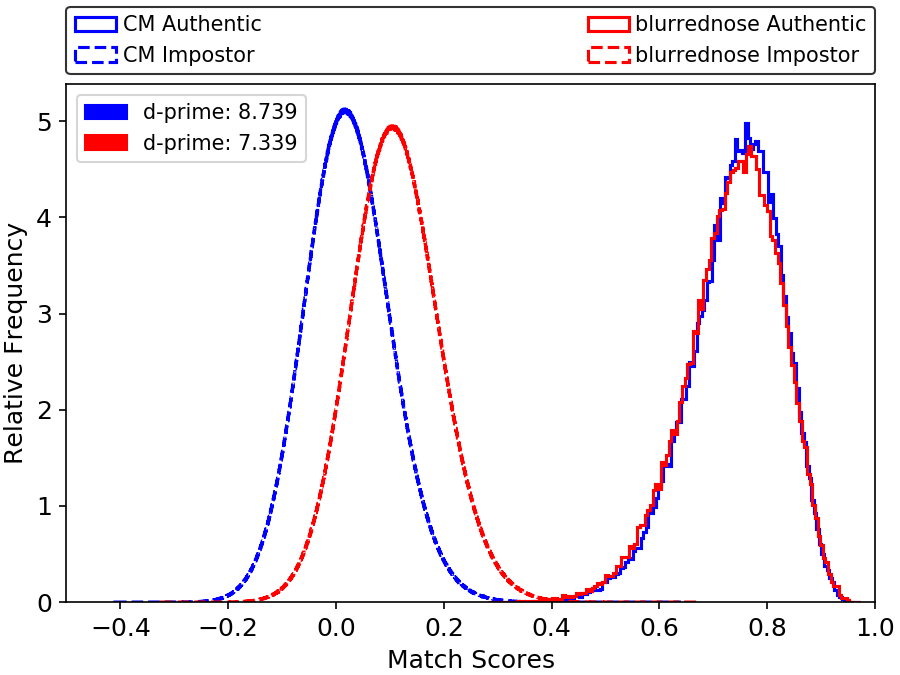 CM Authentic
CM Impostor
blurrednose Authentic
blurrednose Impostor
d-prime: 8.739
d-prime: 7.339
5
4
3
2
1
0
Relative Frequency
−0.4 −0.2 0.0 0.2 0.4 0.6 0.8 1.0
Match Scores